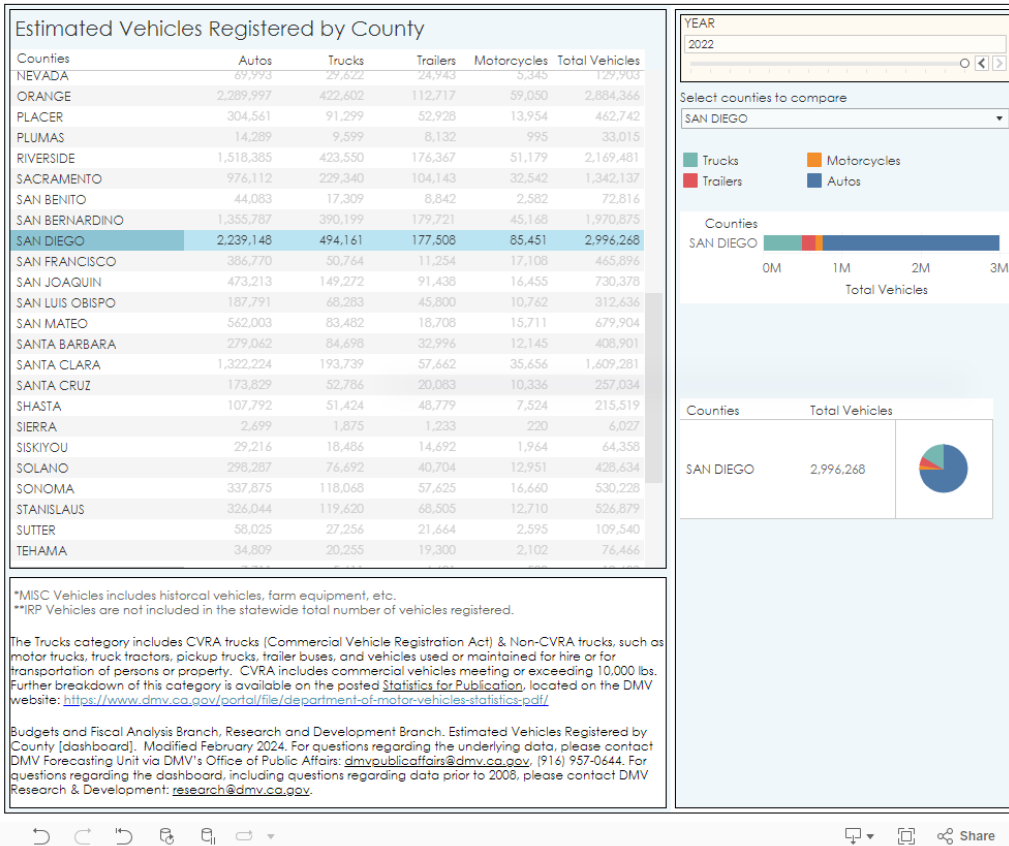 Estimated Vehicles Registered by County
Counties Autos Trucks Trailers Motorcycles Total Vehicles
NEVADA 69,993 29,622 24,943 5,345 129,903
ORANGE 2,289,997 422,602 112,717 59,050 2,884,366
PLACER 304,561 91,299 52,928 13,954 462,742
PLUMAS 14,289 9,599 8,132 995 33,015
RIVERSIDE 1,518,385 423,550 176,367 51,179 2,169,481
SACRAMENTO 976,112 229,340 104,143 32,542 1,342,137
SAN BENITO 44,083 17,309 8,842 2,582 72,816
SAN BERNARDINO 1,355,787 390,199 179,721 45,168 1,970,875
SAN DIEGO 2,239,148 494,161 177,508 85,451 2,996,268
SAN FRANCISCO 386,770 50,764 11,254 17,108 465,896
SAN JOAQUIN 473,213 149,272 91,438 16,455 730,378
SAN LUIS OBISPO 187,791 68,283 45,800 10,762 312,636
SAN MATEO 562,003 83,482 18,708 15,711 679,904
SANTA BARBARA 279,062 84,698 32,996 12,145 408,901
SANTA CLARA 1,322,224 193,739 57,662 35,656 1,609,281
SANTA CRUZ 173,829 52,786 20,083 10,336 257,034
SHASTA 107,792 51,424 48,779 7,524 215,519
SIERRA 2,699 1,875 1,233 220 6,027
SISKIYOU 29,216 18,486 14,692 1,964 64,358
SOLANO 298,287 76,692 40,704 12,951 428,634
SONOMA 337,875 118,068 57,625 16,660 530,228
STANISLAUS 326,044 119,620 68,505 12,710 526,879
SUTTER 58,025 27,256 21,664 2,595 109,540
TEHAMA 34,809 20,255 19,300 2,102 76,466
*MISC Vehicles includes historcal vehicles, farm equipment, etc.
**IRP Vehicles are not included in the statewide total number of vehicles registered.
The Trucks category includes CVRA trucks (Commercial Vehicle Registration Act) & Non-CVRA trucks, such as
motor trucks, truck tractors, pickup trucks, trailer buses, and vehicles used or maintained for hire or for
transportation of persons or property. CVRA includes commercial vehicles meeting or exceeding 10,000 lbs.
Further breakdown of this category is available on the posted Statistics for Publication, located on the DMV
website: https://www.dmv.ca.gov/portal/file/department-of-motor-vehicles-statistics-pdf/
Budgets and Fiscal Analysis Branch, Research and Development Branch. Estimated Vehicles Registered by
County [dashboard]. Modified February 2024. For questions regarding the underlying data, please contact
DMV Forecasting Unit via DMV's Office of Public Affairs: dmvpublicaffairs@dmv.ca.gov, (916) 957-0644. For
questions regarding the dashboard, including questions regarding data prior to 2008, please contact DMV
Research & Development: research@dmv.ca.gov.
YEAR
2022
Select counties to compare
SAN DIEGO
Trucks Motorcycles
Trailers Autos
Counties
SAN DIEGO
0M 1M 2M 3M
Total Vehicles
Counties Total Vehicles
SAN DIEGO 2,996,268
Share